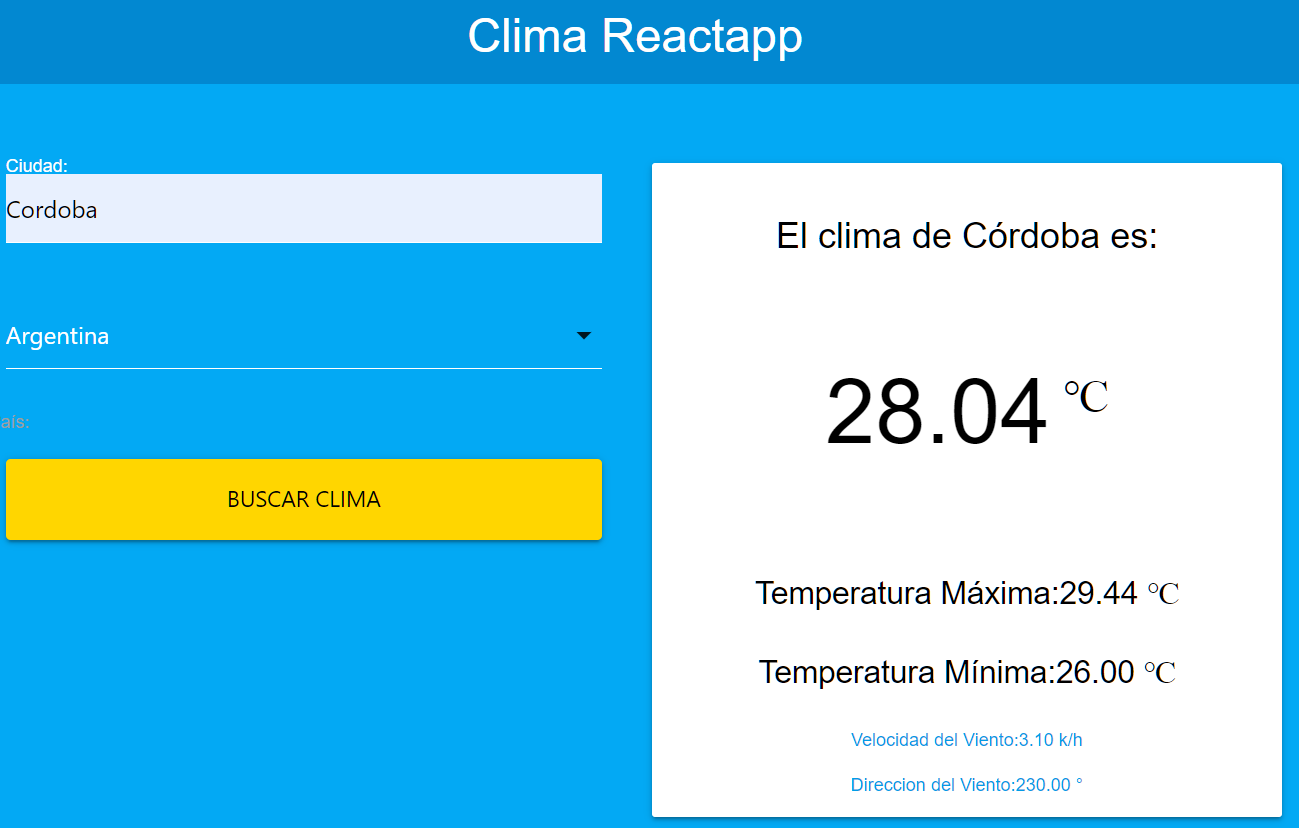 Clima Reactapp
Ciudad:
Cordoba
Argentina
aís:
BUSCAR CLIMA
El clima de Córdoba es:
28.04 ℃
Temperatura Máxima:29.44 ℃
Temperatura Mínima:26.00 ℃
Velocidad del Viento:3.10 k/h
Direccion del Viento:230.00 °